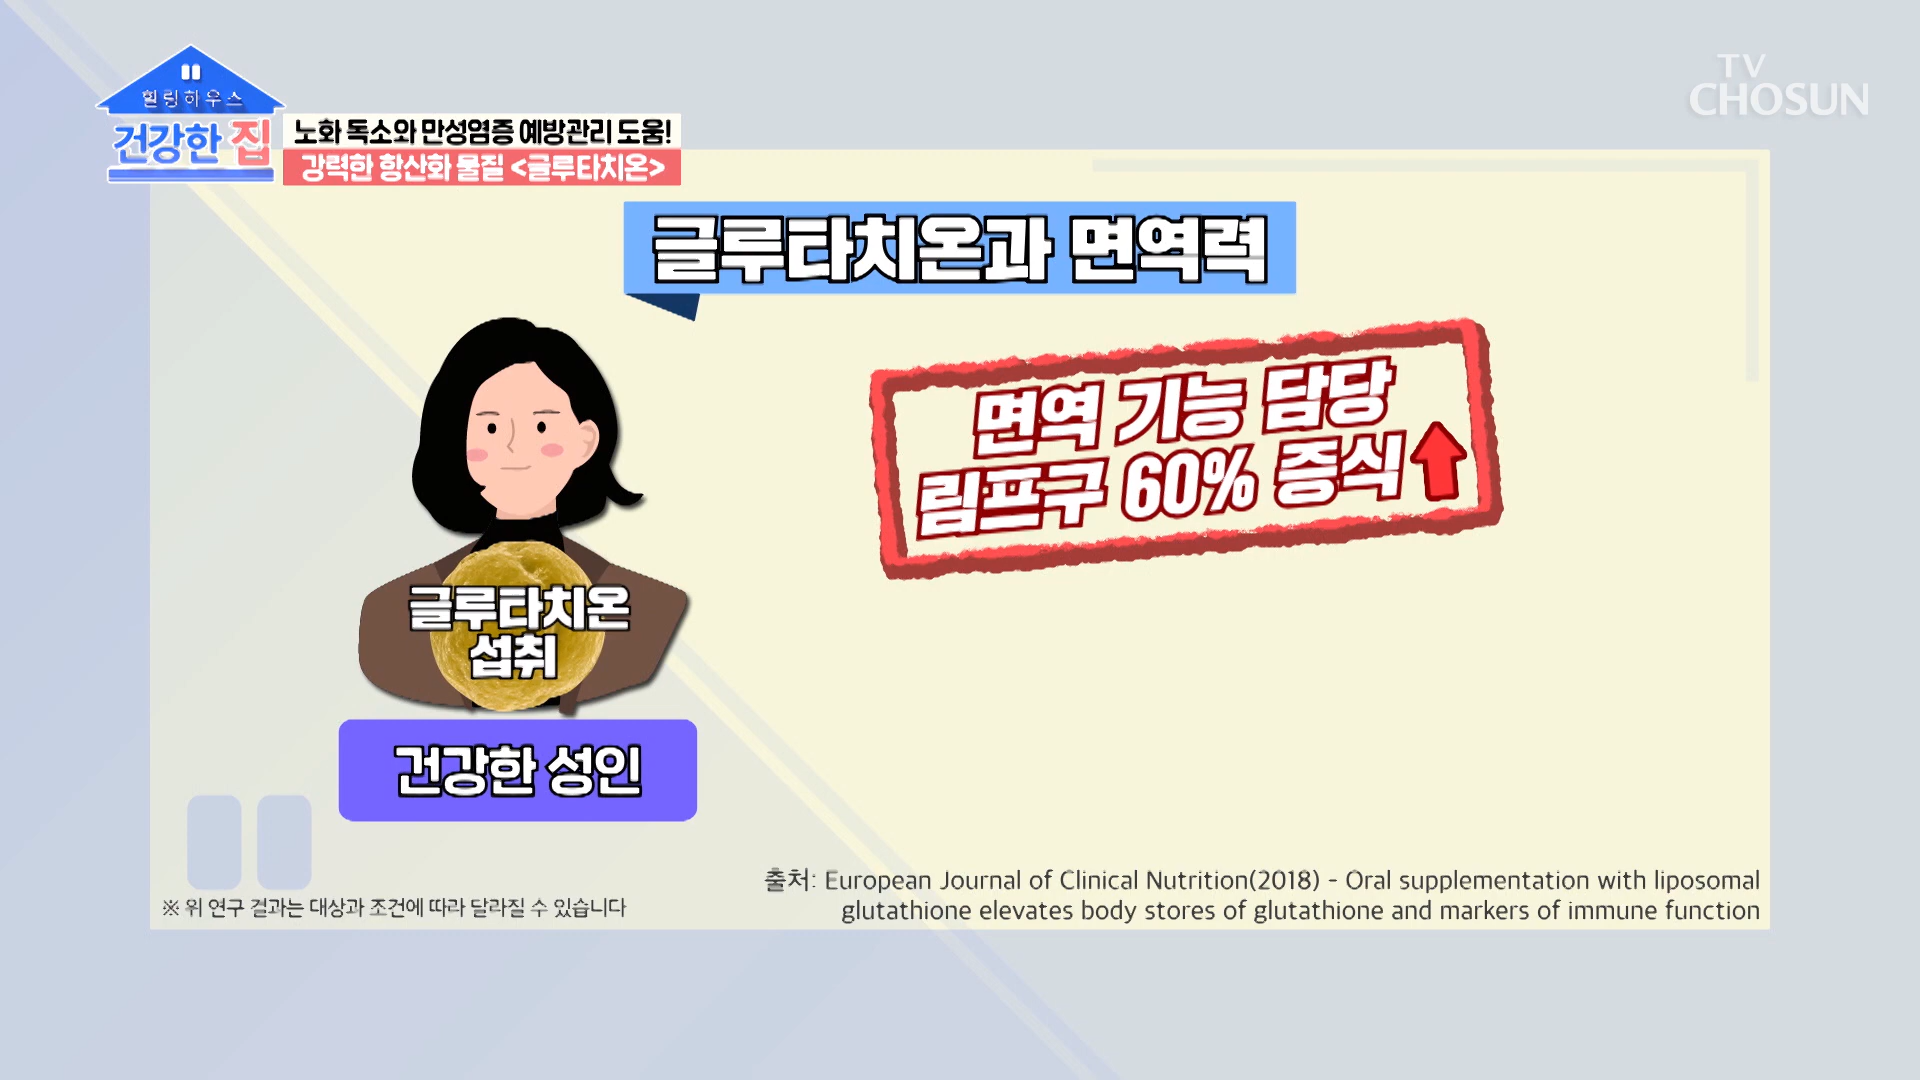 힐링하우스
건강한 집
노화 독소와 만성염증 예방관리 도움!
강력한 항산화 물질 <글루타치온>
TV
CHOSUN
글루타치온과 면역력
면역 기능 담당
림프구 60% 증식
글루타치온
섭취
건강한 성인
※ 위 연구 결과는 대상과 조건에 따라 달라질 수 있습니다
출처: European Journal of Clinical Nutrition(2018) - Oral supplementation with liposomal
glutathione elevates body stores of glutathione and markers of immune function